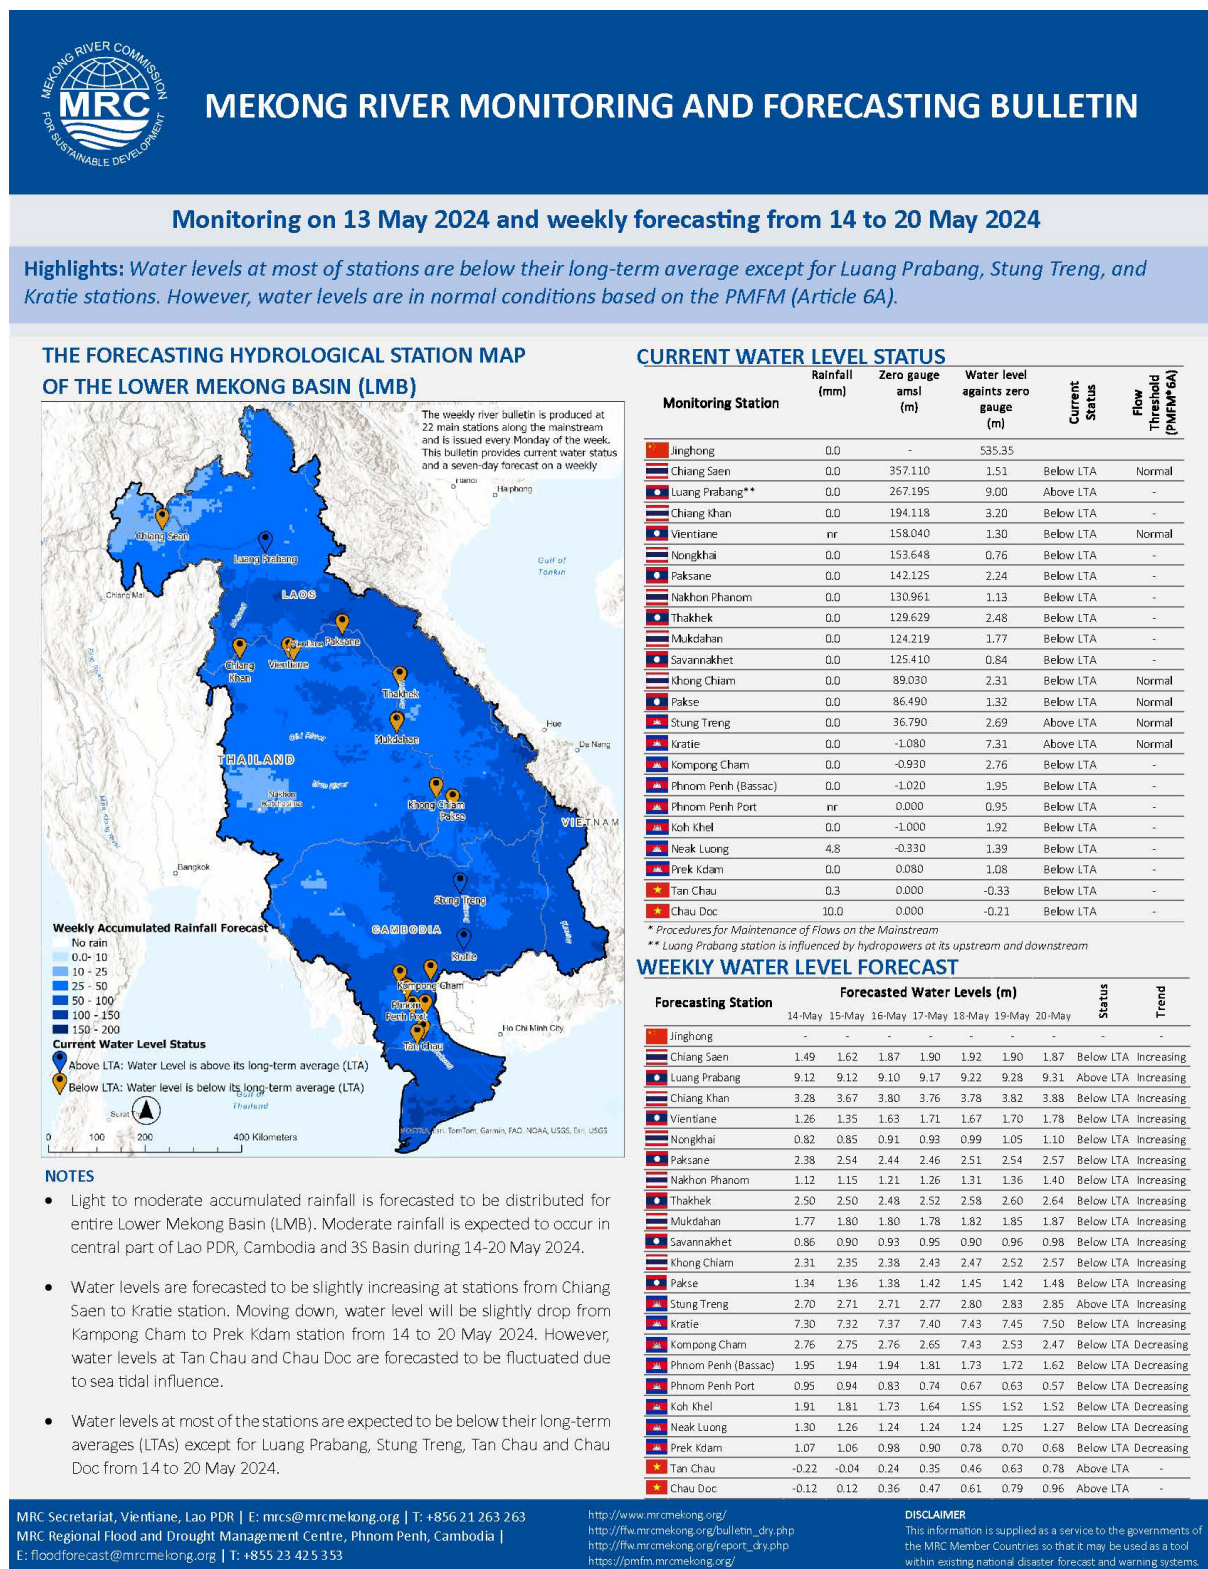 MEKONG RIVER COMMISSION
MRC
FOR SUSTAINABLE DEVELOPMENT
MEKONG RIVER MONITORING AND FORECASTING BULLETIN
Monitoring on 13 May 2024 and weekly forecasting from 14 to 20 May 2024
Highlights: Water levels at most of stations are below their long-term average except for Luang Prabang, Stung Treng, and
Kratie stations. However, water levels are in normal conditions based on the PMFM (Article 6A).
THE FORECASTING HYDROLOGICAL STATION MAP
OF THE LOWER MEKONG BASIN (LMB)
The weekly river bulletin is produced at
22 main stations along the mainstream
and is issued every Monday of the week.
This bulletin provides current water status
and a seven-day forecast on a weekly
Hanoi
Haiphong
Chiang Sean
Luang Prabang
Gulf of
Tonkin
Chiang Mai
LAOS
Paksane
Chiang
Khan
Vientiane
Thakhek
Mukdahan
Hue
Da Nang
Chi River
THAILAND
Mun River
Nakhon
Ratchasima
Khong Chiam
Pakse
VIETNAM
Bangkok
Stung Treng
CAMBODIA
Kratie
Kompong Cham
Phnom
Penh Port
Tan Chau
Ho Chi Minh City
Weekly Accumulated Rainfall Forecast
No rain
0.0- 10
10 - 25
25 - 50
50 - 100
100 - 150
150 - 200
Current Water Level Status
Above LTA: Water Level is above its long-term average (LTA)
Below LTA: Water level is below its long-term average (LTA)
Gulf of
Thailand
0 100 200 400 Kilometers
Esri, TomTom, Garmin, FAO, NOAA, USGS, Esri, USGS
NOTES
• Light to moderate accumulated rainfall is forecasted to be distributed for
entire Lower Mekong Basin (LMB). Moderate rainfall is expected to occur in
central part of Lao PDR, Cambodia and 3S Basin during 14-20 May 2024.
• Water levels are forecasted to be slightly increasing at stations from Chiang
Saen to Kratie station. Moving down, water level will be slightly drop from
Kampong Cham to Prek Kdam station from 14 to 20 May 2024. However,
water levels at Tan Chau and Chau Doc are forecasted to be fluctuated due
to sea tidal influence.
• Water levels at most of the stations are expected to be below their long-term
averages (LTAs) except for Luang Prabang, Stung Treng, Tan Chau and Chau
Doc from 14 to 20 May 2024.
CURRENT WATER LEVEL STATUS
Monitoring Station
Rainfall
(mm)
Zero gauge
amsl
(m)
Water level
againts zero
gauge
(m)
Current
Status
Flow
Threshold
(PMFM*6A)
Jinghong 0.0 - 535.35
Chiang Saen 0.0 357.110 1.51 Below LTA Normal
Luang Prabang** 0.0 267.195 9.00 Above LTA -
Chiang Khan 0.0 194.118 3.20 Below LTA -
Vientiane nr 158.040 1.30 Below LTA Normal
Nongkhai 0.0 153.648 0.76 Below LTA -
Paksane 0.0 142.125 2.24 Below LTA -
Nakhon Phanom 0.0 130.961 1.13 Below LTA -
Thakhek 0.0 129.629 2.48 Below LTA -
Mukdahan 0.0 124.219 1.77 Below LTA -
Savannakhet 0.0 125.410 0.84 Below LTA -
Khong Chiam 0.0 89.030 2.31 Below LTA Normal
Pakse 0.0 86.490 1.32 Below LTA Normal
Stung Treng 0.0 36.790 2.69 Above LTA Normal
Kratie 0.0 -1.080 7.31 Above LTA Normal
Kompong Cham 0.0 -0.930 2.76 Below LTA -
Phnom Penh (Bassac) 0.0 -1.020 1.95 Below LTA -
Phnom Penh Port nr 0.000 0.95 Below LTA -
Koh Khel 0.0 -1.000 1.92 Below LTA -
Neak Luong 4.8 -0.330 1.39 Below LTA -
Prek Kdam 0.0 0.080 1.08 Below LTA -
Tan Chau 0.3 0.000 -0.33 Below LTA -
Chau Doc 10.0 0.000 -0.21 Below LTA -
* Procedures for Maintenance of Flows on the Mainstream
** Luang Prabang station is influenced by hydropowers at its upstream and downstream
WEEKLY WATER LEVEL FORECAST
Forecasting Station
Forecasted Water Levels (m)
14-May 15-May 16-May 17-May 18-May 19-May 20-May
Status
Trend
Jinghong - - - - - - - - -
Chiang Saen 1.49 1.62 1.87 1.90 1.92 1.90 1.87 Below LTA Increasing
Luang Prabang 9.12 9.12 9.10 9.17 9.22 9.28 9.31 Above LTA Increasing
Chiang Khan 3.28 3.67 3.80 3.76 3.78 3.82 3.88 Below LTA Increasing
Vientiane 1.26 1.35 1.63 1.71 1.67 1.70 1.78 Below LTA Increasing
Nongkhai 0.82 0.85 0.91 0.93 0.99 1.05 1.10 Below LTA Increasing
Paksane 2.38 2.54 2.44 2.46 2.51 2.54 2.57 Below LTA Increasing
Nakhon Phanom 1.12 1.15 1.21 1.26 1.31 1.36 1.40 Below LTA Increasing
Thakhek 2.50 2.50 2.48 2.52 2.58 2.60 2.64 Below LTA Increasing
Mukdahan 1.77 1.80 1.80 1.78 1.82 1.85 1.87 Below LTA Increasing
Savannakhet 0.86 0.90 0.93 0.95 0.90 0.96 0.98 Below LTA Increasing
Khong Chiam 2.31 2.35 2.38 2.43 2.47 2.52 2.57 Below LTA Increasing
Pakse 1.34 1.36 1.38 1.42 1.45 1.42 1.48 Below LTA Increasing
Stung Treng 2.70 2.71 2.71 2.77 2.80 2.83 2.85 Above LTA Increasing
Kratie 7.30 7.32 7.37 7.40 7.43 7.45 7.50 Below LTA Increasing
Kompong Cham 2.76 2.75 2.76 2.65 7.43 2.53 2.47 Below LTA Decreasing
Phnom Penh (Bassac) 1.95 1.94 1.94 1.81 1.73 1.72 1.62 Below LTA Decreasing
Phnom Penh Port 0.95 0.94 0.83 0.74 0.67 0.63 0.57 Below LTA Decreasing
Koh Khel 1.91 1.81 1.73 1.64 1.55 1.52 1.52 Below LTA Decreasing
Neak Luong 1.30 1.26 1.24 1.24 1.24 1.25 1.27 Below LTA Decreasing
Prek Kdam 1.07 1.06 0.98 0.90 0.78 0.70 0.68 Below LTA Decreasing
Tan Chau -0.22 -0.04 0.24 0.35 0.46 0.63 0.78 Above LTA -
Chau Doc -0.12 0.12 0.36 0.47 0.61 0.79 0.96 Above LTA -
MRC Secretariat, Vientiane, Lao PDR | E: mrcs@mrcmekong.org | T: +856 21 263 263
MRC Regional Flood and Drought Management Centre, Phnom Penh, Cambodia |
E: floodforecast@mrcmekong.org | T: +855 23 425 353
http://www.mrcmekong.org/
http://ffw.mrcmekong.org/bulletin_dry.php
http://ffw.mrcmekong.org/report_dry.php
https://pmfm.mrcmekong.org/
DISCLAIMER
This information is supplied as a service to the governments of
the MRC Member Countries so that it may be used as a tool
within existing national disaster forecast and warning systems.